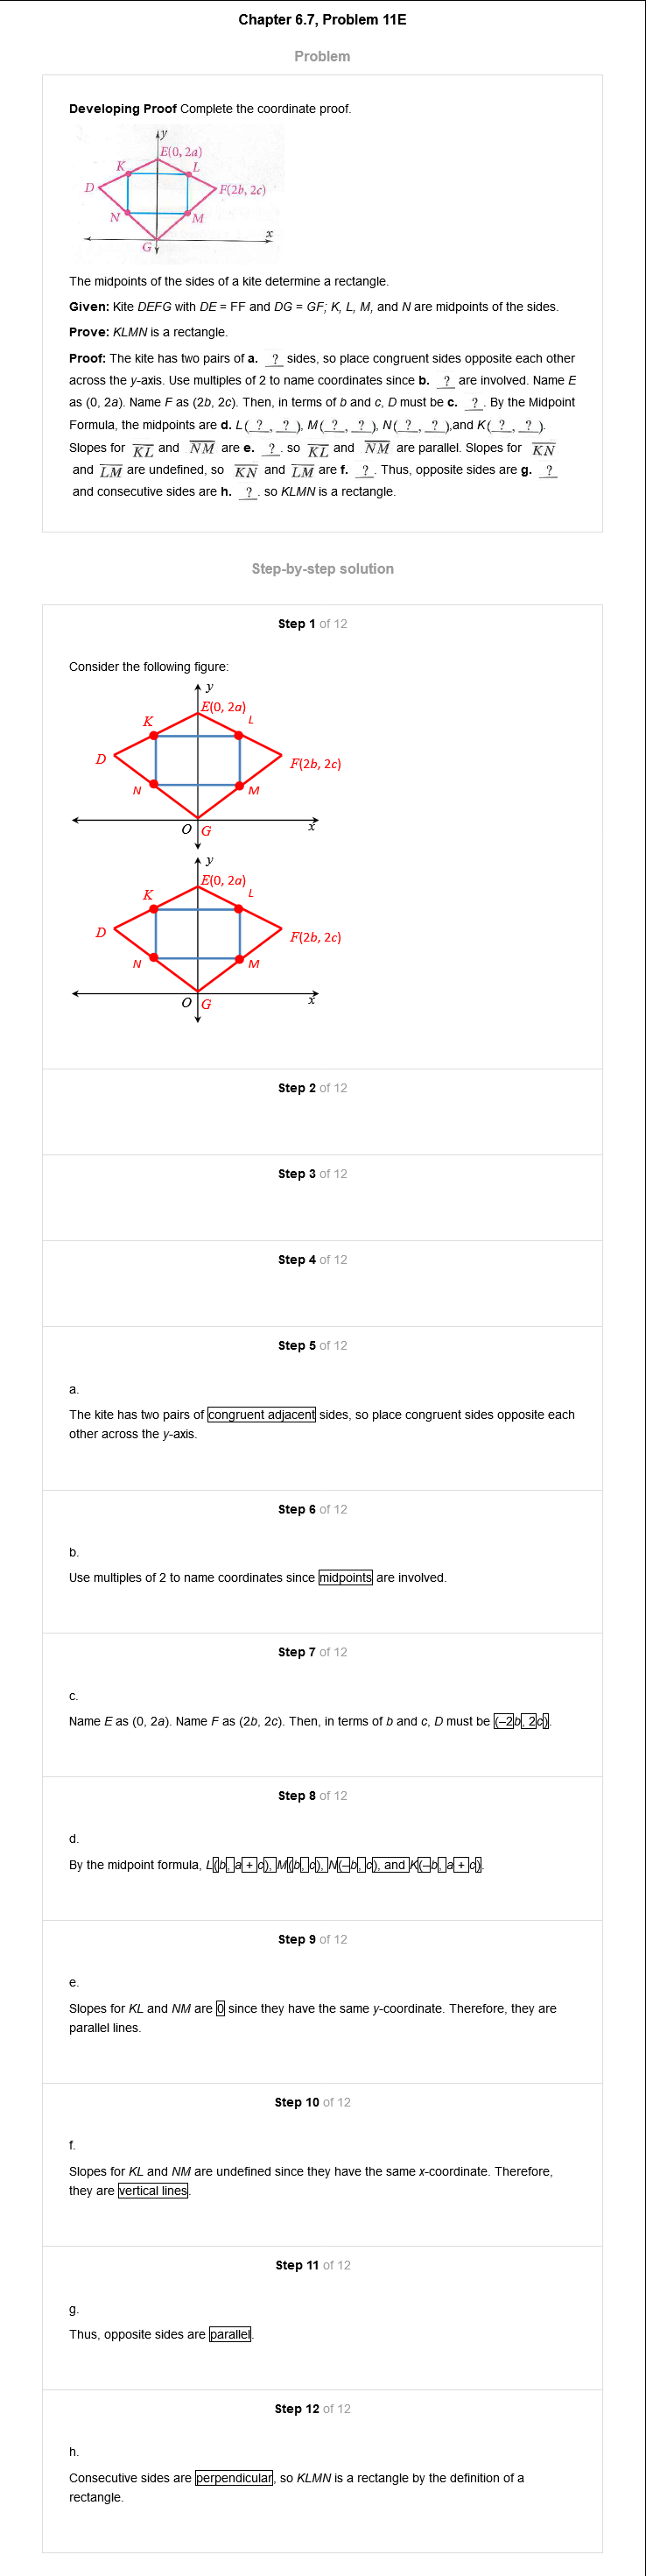 Chapter 6.7, Problem 11E
Problem
Developing Proof Complete the coordinate proof.
y
E(0, 2a)
K
L
D
F(2b, 2c)
N
M
x
G
The midpoints of the sides of a kite determine a rectangle.
Given: Kite DEFG with DE = FF and DG = GF; K, L, M, and N are midpoints of the sides.
Prove: KLMN is a rectangle.
Proof: The kite has two pairs of a. ? sides, so place congruent sides opposite each other
across the y-axis. Use multiples of 2 to name coordinates since b. ? are involved. Name E
as (0, 2a). Name F as (2b, 2c). Then, in terms of b and c, D must be c. ? . By the Midpoint
Formula, the midpoints are d. L( ? , ? ), M( ? , ? ), N( ? , ? ),and K( ? , ? ).
Slopes for KL and NM are e. ? . so KL and NM are parallel. Slopes for KN
and LM are undefined, so KN and LM are f. ? . Thus, opposite sides are g. ?
and consecutive sides are h. ? . so KLMN is a rectangle.
Step-by-step solution
Step 1 of 12
Consider the following figure:
y
E(0, 2a)
K
L
D
F(2b, 2c)
N
M
O
G
x
y
E(0, 2a)
K
L
D
F(2b, 2c)
N
M
O
G
x
Step 2 of 12
Step 3 of 12
Step 4 of 12
Step 5 of 12
a.
The kite has two pairs of congruent adjacent sides, so place congruent sides opposite each
other across the y-axis.
Step 6 of 12
b.
Use multiples of 2 to name coordinates since midpoints are involved.
Step 7 of 12
c.
Name E as (0, 2a). Name F as (2b, 2c). Then, in terms of b and c, D must be (–2b, 2c).
Step 8 of 12
d.
By the midpoint formula, L(b, a + c), M(b, c), N(–b, c), and K(–b, a + c).
Step 9 of 12
e.
Slopes for KL and NM are 0 since they have the same y-coordinate. Therefore, they are
parallel lines.
Step 10 of 12
f.
Slopes for KL and NM are undefined since they have the same x-coordinate. Therefore,
they are vertical lines.
Step 11 of 12
g.
Thus, opposite sides are parallel.
Step 12 of 12
h.
Consecutive sides are perpendicular, so KLMN is a rectangle by the definition of a
rectangle.